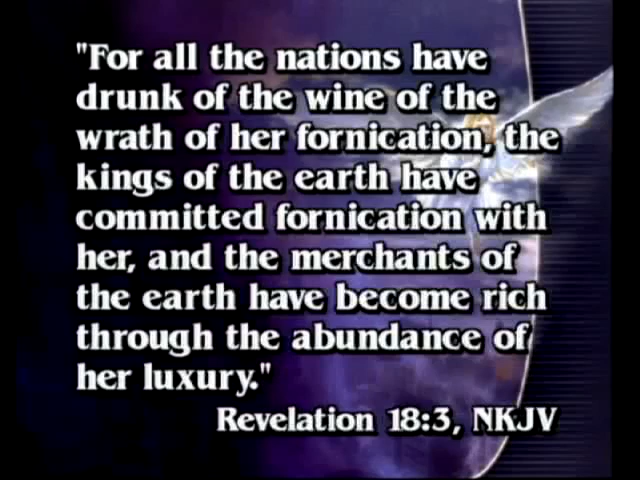 "For all the nations have
drunk of the wine of the
wrath of her fornication, the
kings of the earth have
committed fornication with
her, and the merchants of
the earth have become rich
through the abundance of
her luxury."
Revelation 18:3, NKJV